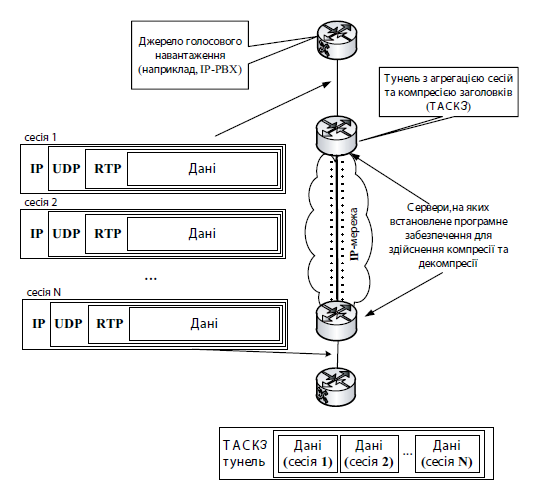 Джерело голосового
навантаження
(наприклад, IP-PBX)
Тунель з агрегацією сесій
та компресією заголовків
(ТАСКЗ)
сесія 1
IP UDP RTP Дані
сесія 2
IP UDP RTP Дані
...
сесія N
IP UDP RTP Дані
IP-мережа
Сервери,на яких
встановлене програмне
забезпечення для
здійснення компресії та
декомпресії
ТАСКЗ
тунель
Дані
(сесія 1)
Дані
(сесія 2)
...
Дані
(сесія N)